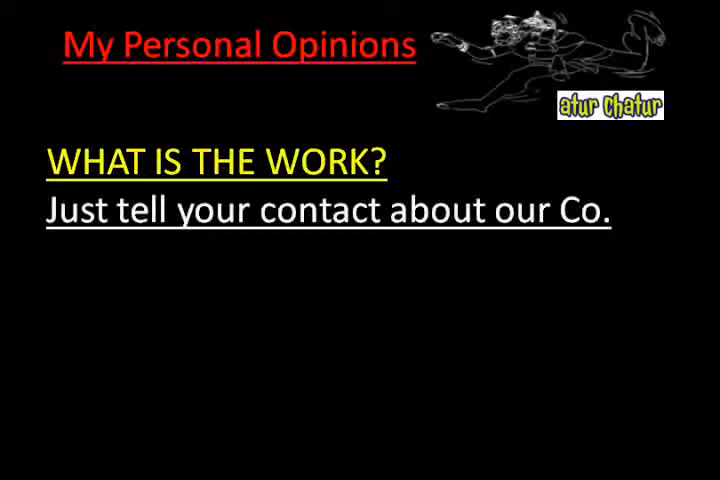 My Personal Opinions
atur Chatur
WHAT IS THE WORK?
Just tell your contact about our Co.